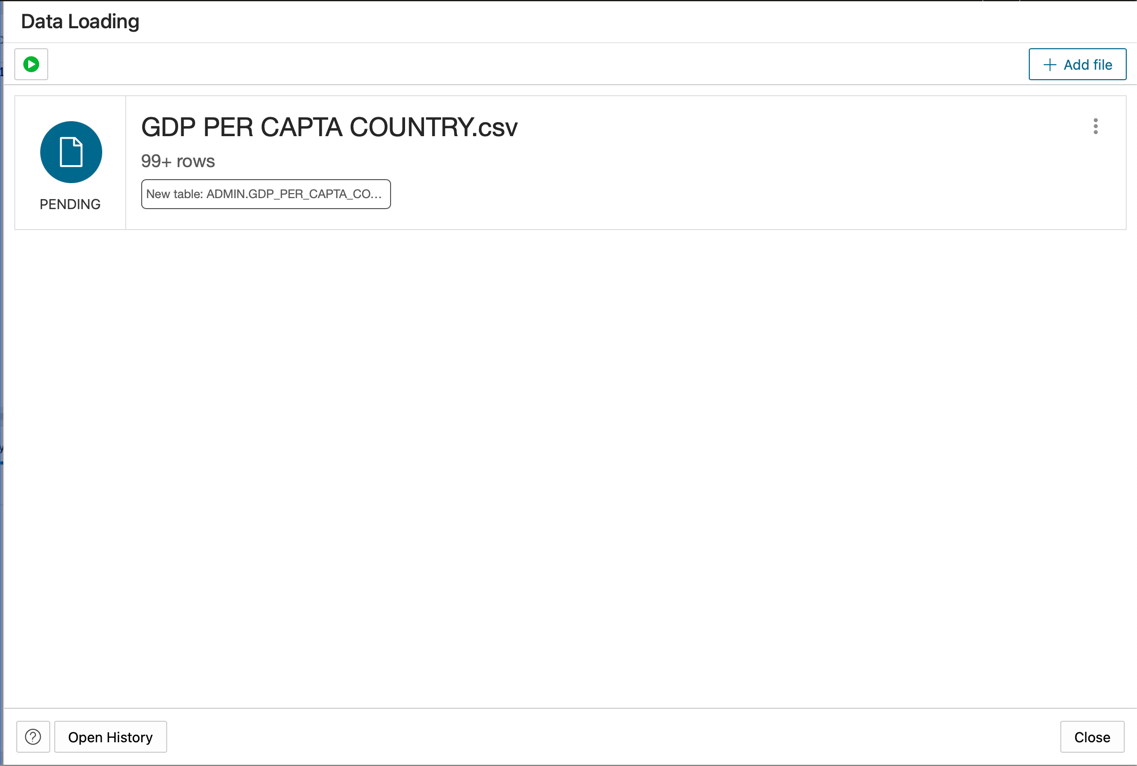 Data Loading
Add file
GDP PER CAPTA COUNTRY.csv
99+ rows
New table: ADMIN.GDP_PER_CAPTA_CO...
PENDING
Open History
Close